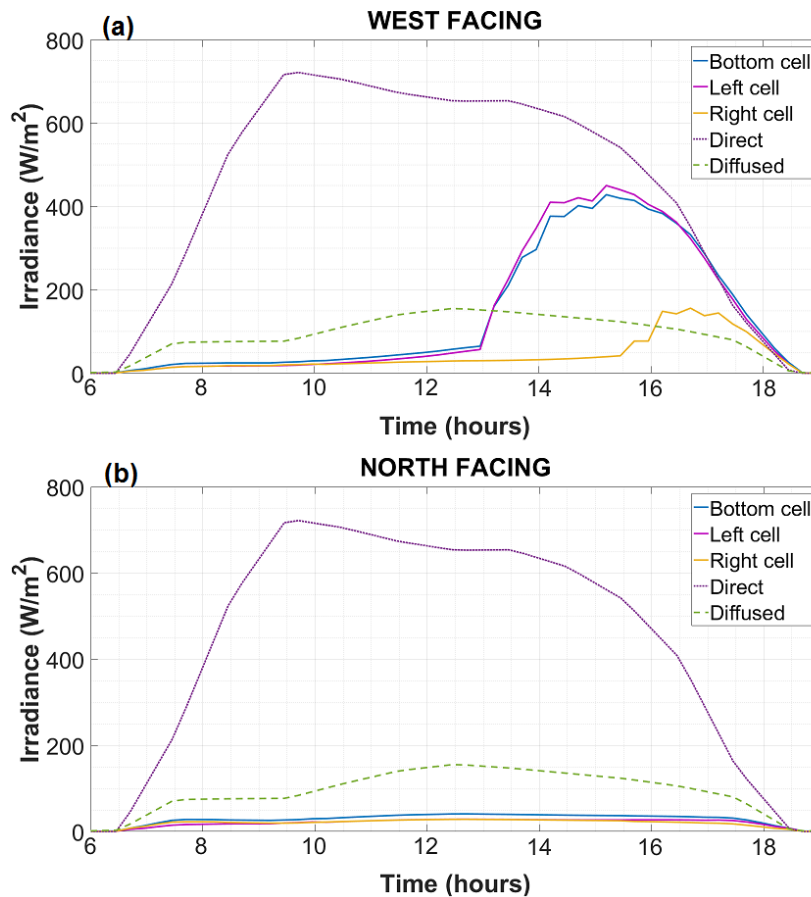 (a)
WEST FACING
800
600
400
200
0
6
8
10
12
14
16
18
Irradiance (W/m²)
Time (hours)
Bottom cell
Left cell
Right cell
Direct
Diffused
(b)
NORTH FACING
800
600
400
200
0
6
8
10
12
14
16
18
Irradiance (W/m²)
Time (hours)
Bottom cell
Left cell
Right cell
Direct
Diffused